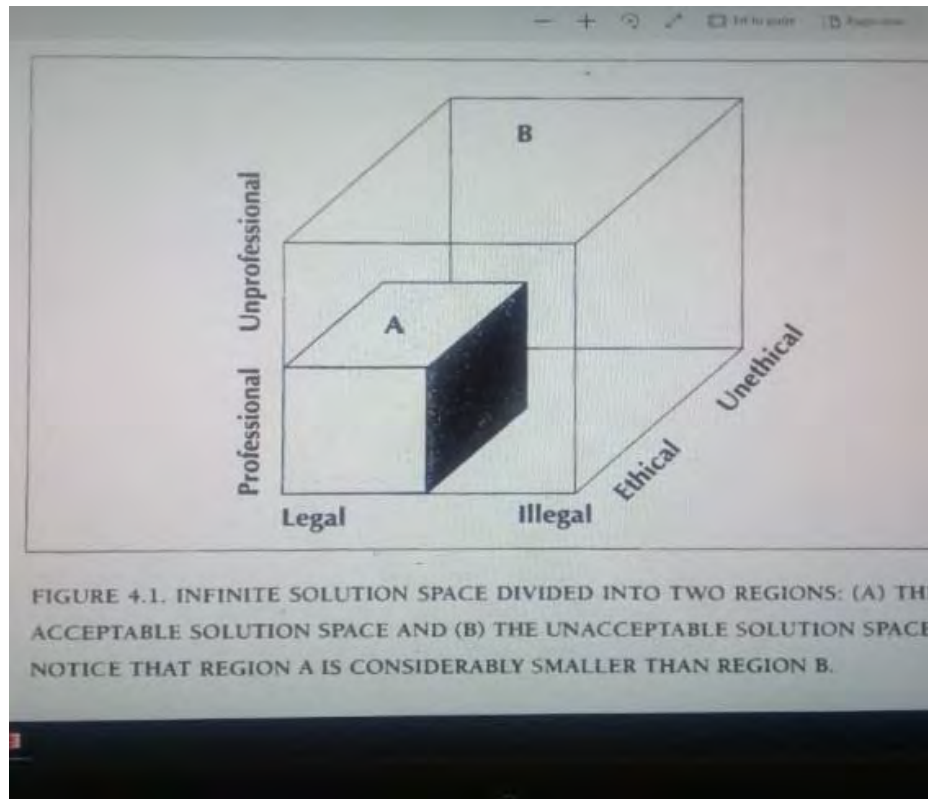 B
Unprofessional
A
Professional
Unethical
Ethical
Legal
Illegal
FIGURE 4.1. INFINITE SOLUTION SPACE DIVIDED INTO TWO REGIONS: (A) TH
ACCEPTABLE SOLUTION SPACE AND (B) THE UNACCEPTABLE SOLUTION SPACE
NOTICE THAT REGION A IS CONSIDERABLY SMALLER THAN REGION B.